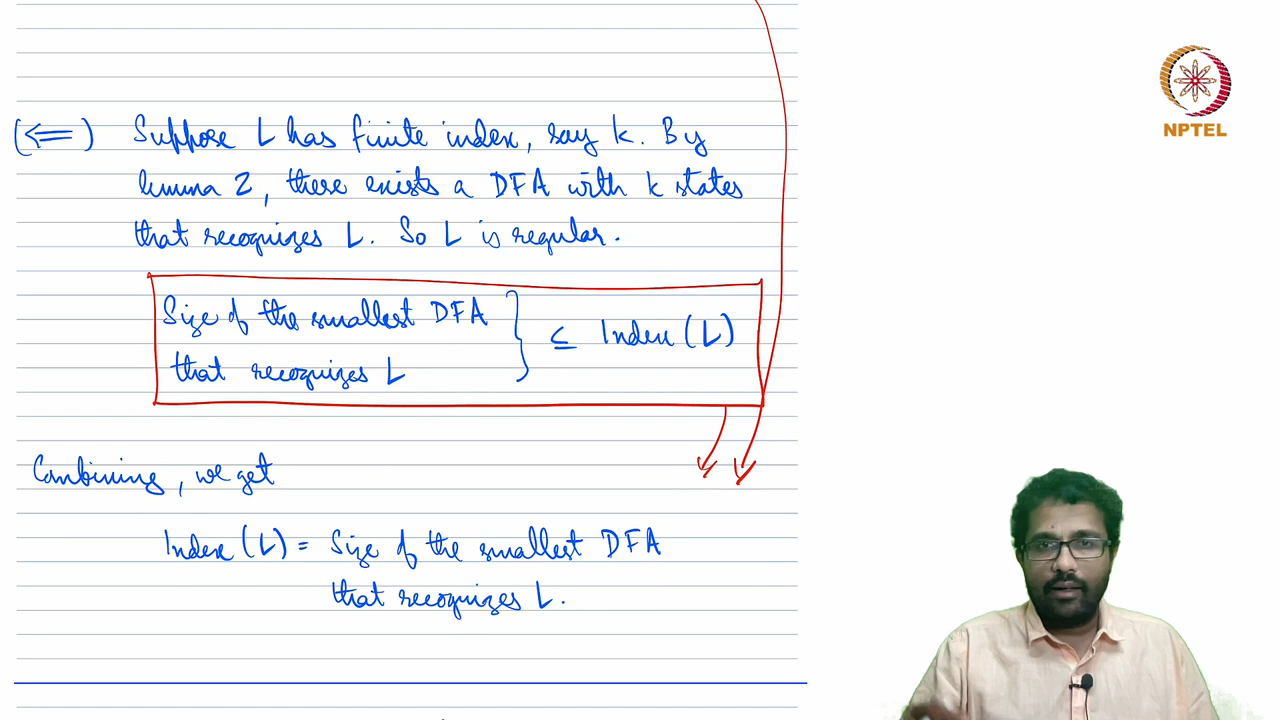 (⇐) Suppose L has finite index, say k. By
lemma 2, there exists a DFA with k states
that recognizes L. So L is regular.
Size of the smallest DFA
that recognizes L } ≤ Index (L)
Combining, we get
Index (L) = Size of the smallest DFA
that recognizes L.
NPTEL